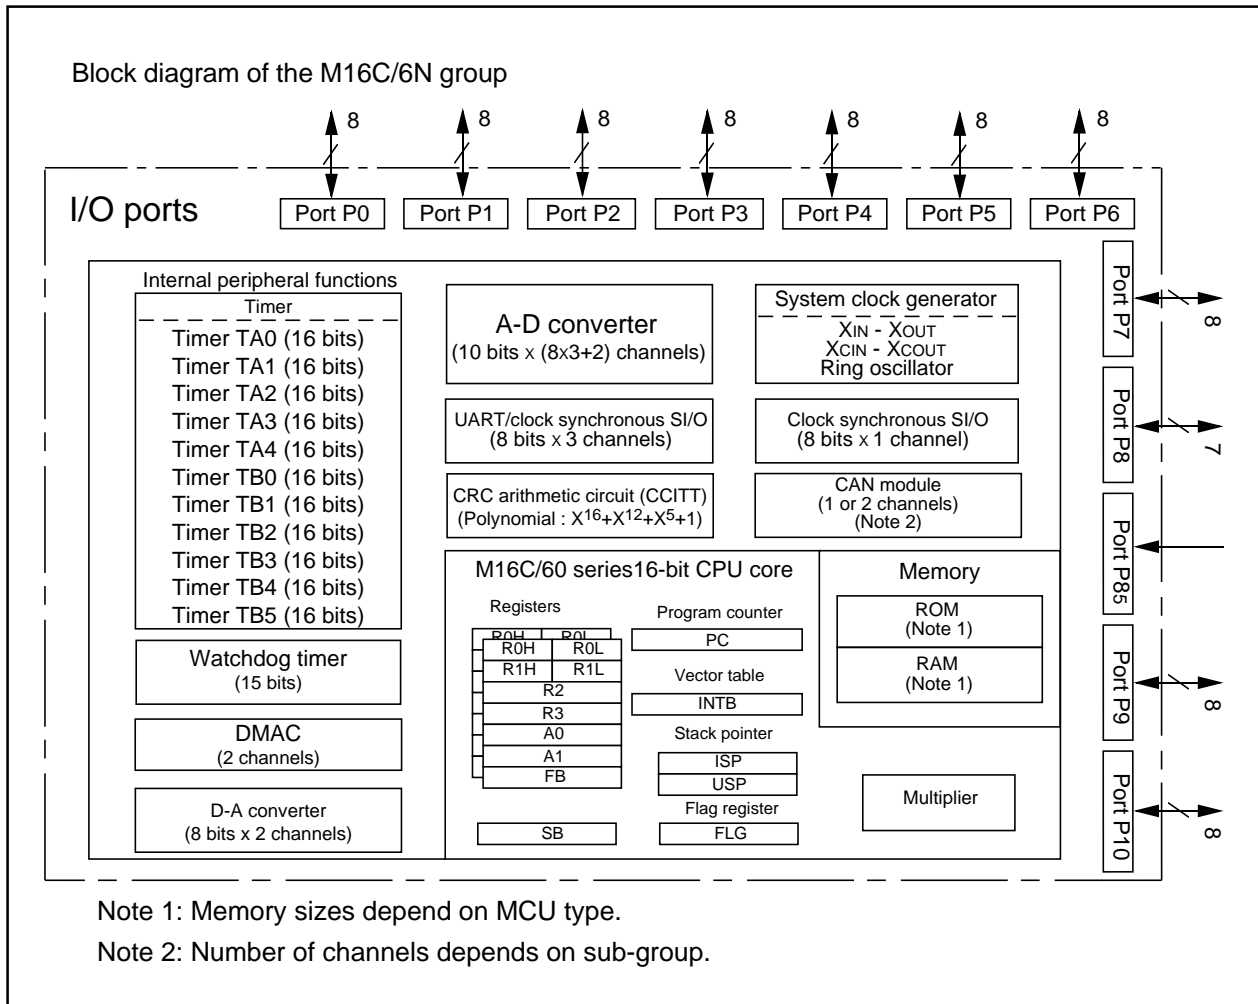 Block diagram of the M16C/6N group
8 8 8 8 8 8 8
I/O ports
Port P0 Port P1 Port P2 Port P3 Port P4 Port P5 Port P6
Internal peripheral functions
Timer
Timer TA0 (16 bits)
Timer TA1 (16 bits)
Timer TA2 (16 bits)
Timer TA3 (16 bits)
Timer TA4 (16 bits)
Timer TB0 (16 bits)
Timer TB1 (16 bits)
Timer TB2 (16 bits)
Timer TB3 (16 bits)
Timer TB4 (16 bits)
Timer TB5 (16 bits)
Watchdog timer
(15 bits)
DMAC
(2 channels)
D-A converter
(8 bits x 2 channels)
A-D converter
(10 bits x (8x3+2) channels)
UART/clock synchronous SI/O
(8 bits x 3 channels)
CRC arithmetic circuit (CCITT)
(Polynomial : X16+X12+X5+1)
System clock generator
XIN - XOUT
XCIN - XCOUT
Ring oscillator
Clock synchronous SI/O
(8 bits x 1 channel)
CAN module
(1 or 2 channels)
(Note 2)
M16C/60 series16-bit CPU core
Registers
R0H R0L
R0H R0L
R1H R1L
R2
R3
A0
A1
FB
SB
Program counter
PC
Vector table
INTB
Stack pointer
ISP
USP
Flag register
FLG
Memory
ROM
(Note 1)
RAM
(Note 1)
Multiplier
Port P7
8
Port P8
7
Port P85
Port P9
8
Port P10
8
Note 1: Memory sizes depend on MCU type.
Note 2: Number of channels depends on sub-group.